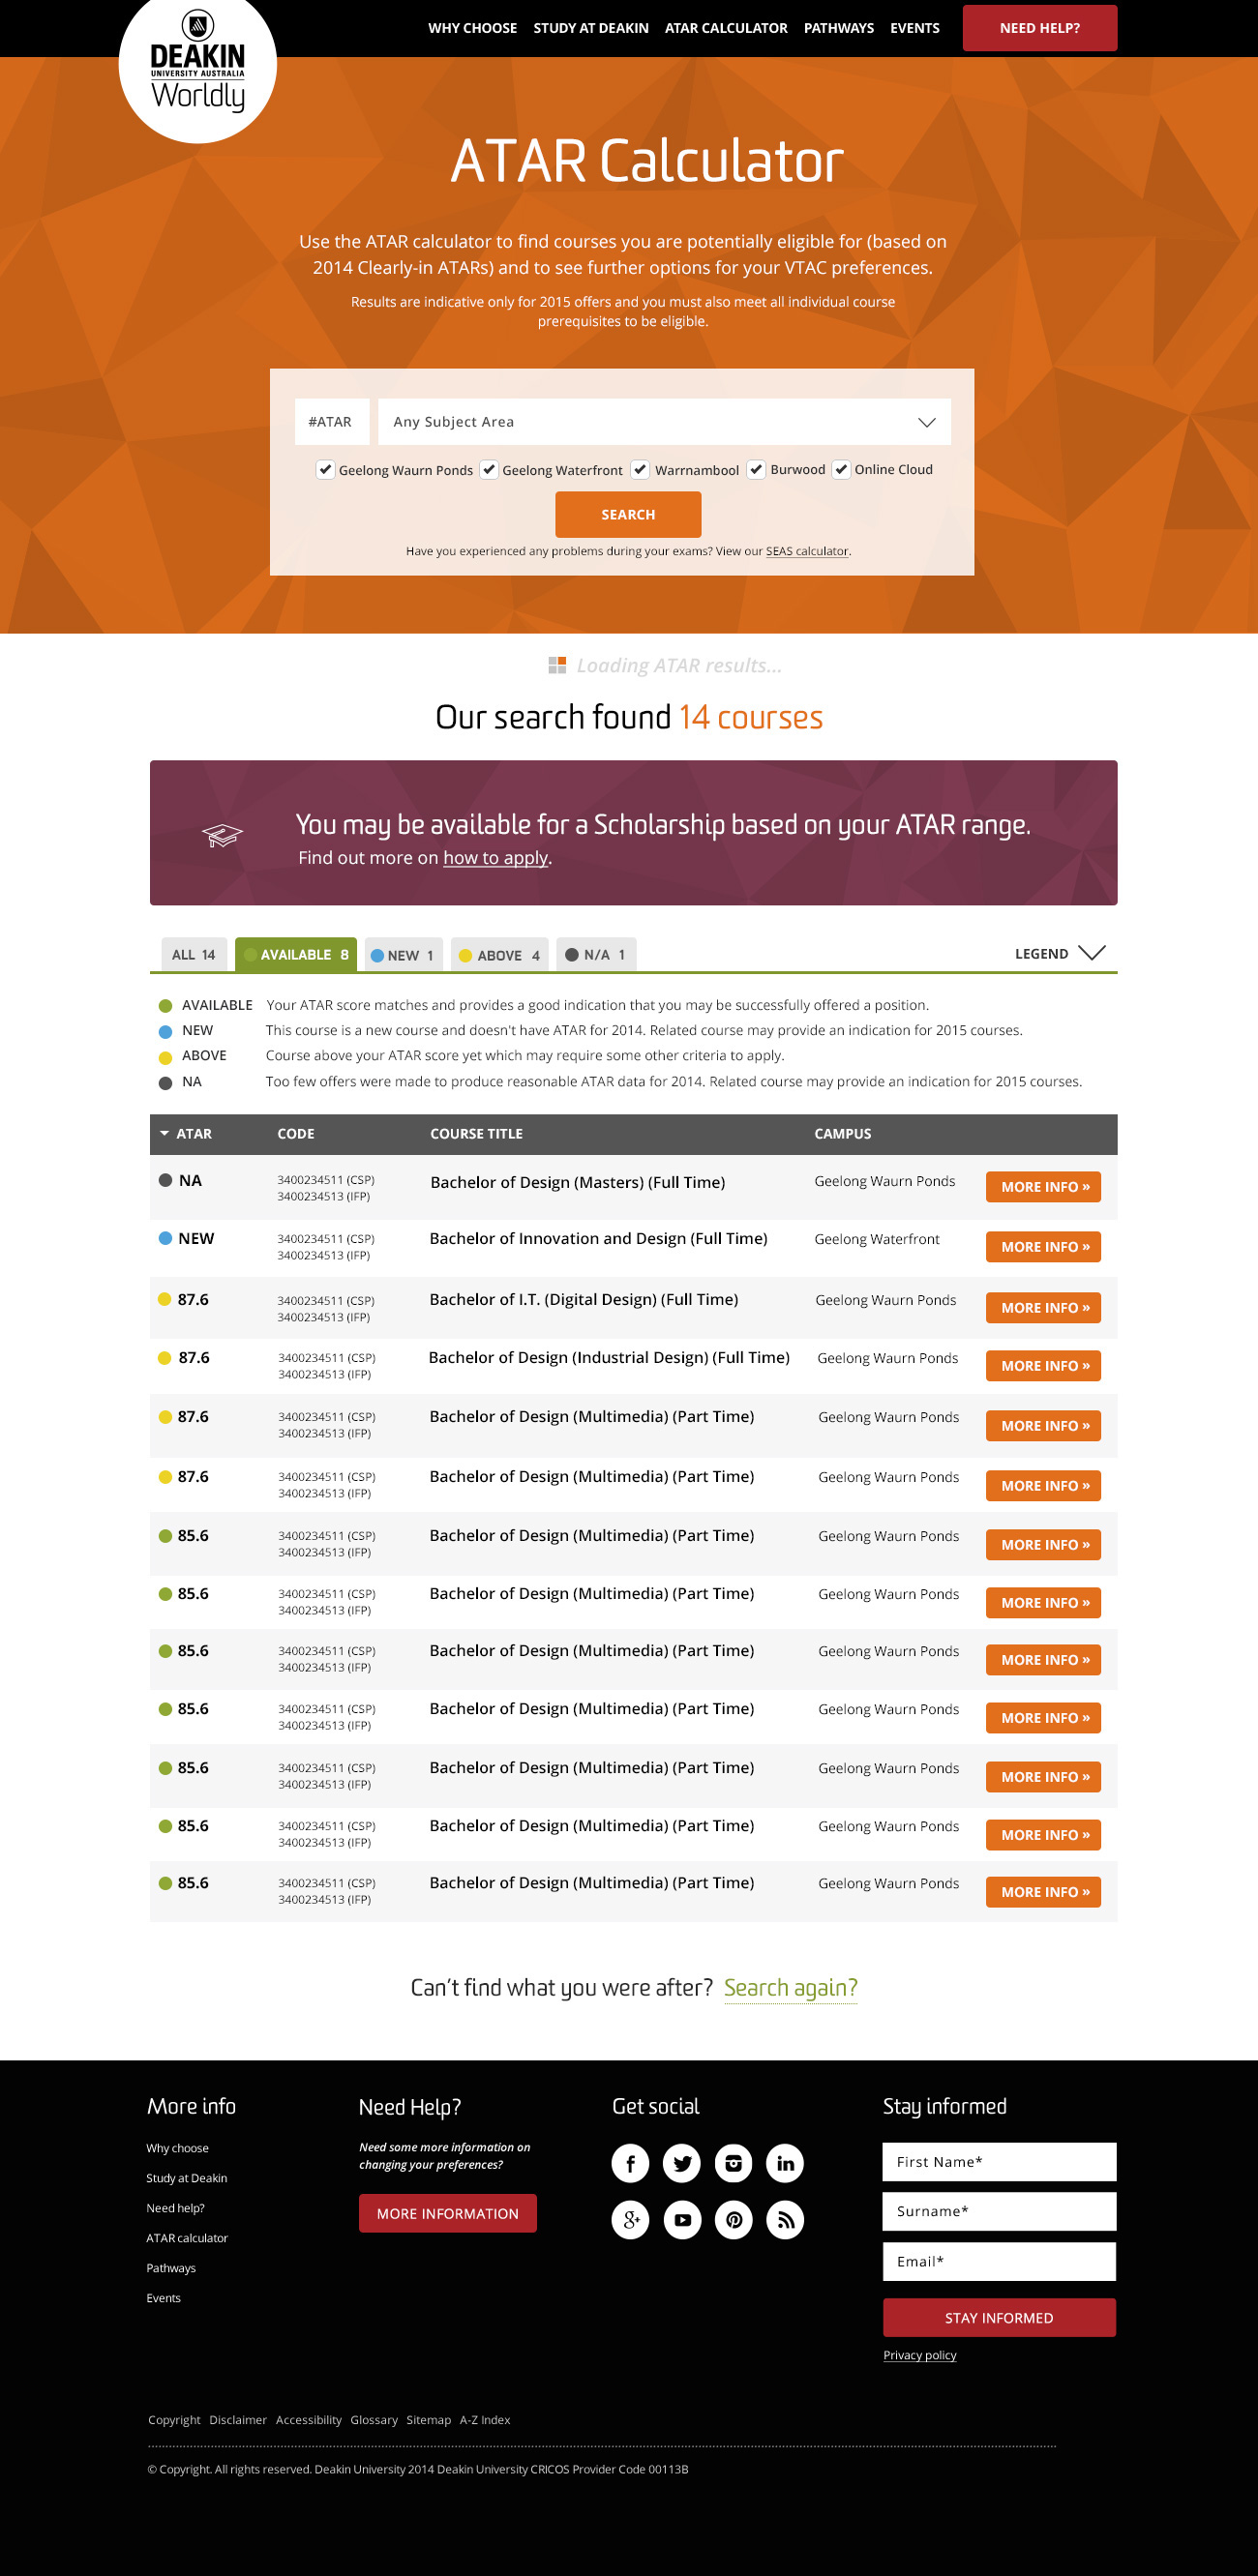 DEAKIN
UNIVERSITY AUSTRALIA
Worldly
WHY CHOOSE STUDY AT DEAKIN ATAR CALCULATOR PATHWAYS EVENTS NEED HELP?
ATAR Calculator
Use the ATAR calculator to find courses you are potentially eligible for (based on
2014 Clearly-in ATARs) and to see further options for your VTAC preferences.
Results are indicative only for 2015 offers and you must also meet all individual course
prerequisites to be eligible.
#ATAR Any Subject Area
Geelong Waurn Ponds Geelong Waterfront Warrnambool Burwood Online Cloud
SEARCH
Have you experienced any problems during your exams? View our SEAS calculator.
Loading ATAR results...
Our search found 14 courses
You may be available for a Scholarship based on your ATAR range.
Find out more on how to apply.
ALL 14 AVAILABLE 8 NEW 1 ABOVE 4 N/A 1 LEGEND
AVAILABLE Your ATAR score matches and provides a good indication that you may be successfully offered a position.
NEW This course is a new course and doesn't have ATAR for 2014. Related course may provide an indication for 2015 courses.
ABOVE Course above your ATAR score yet which may require some other criteria to apply.
NA Too few offers were made to produce reasonable ATAR data for 2014. Related course may provide an indication for 2015 courses.
ATAR CODE COURSE TITLE CAMPUS
NA 3400234511 (CSP) Bachelor of Design (Masters) (Full Time) Geelong Waurn Ponds MORE INFO »
3400234513 (IFP)
NEW 3400234511 (CSP) Bachelor of Innovation and Design (Full Time) Geelong Waterfront MORE INFO »
3400234513 (IFP)
87.6 3400234511 (CSP) Bachelor of I.T. (Digital Design) (Full Time) Geelong Waurn Ponds MORE INFO »
3400234513 (IFP)
87.6 3400234511 (CSP) Bachelor of Design (Industrial Design) (Full Time) Geelong Waurn Ponds MORE INFO »
3400234513 (IFP)
87.6 3400234511 (CSP) Bachelor of Design (Multimedia) (Part Time) Geelong Waurn Ponds MORE INFO »
3400234513 (IFP)
87.6 3400234511 (CSP) Bachelor of Design (Multimedia) (Part Time) Geelong Waurn Ponds MORE INFO »
3400234513 (IFP)
85.6 3400234511 (CSP) Bachelor of Design (Multimedia) (Part Time) Geelong Waurn Ponds MORE INFO »
3400234513 (IFP)
85.6 3400234511 (CSP) Bachelor of Design (Multimedia) (Part Time) Geelong Waurn Ponds MORE INFO »
3400234513 (IFP)
85.6 3400234511 (CSP) Bachelor of Design (Multimedia) (Part Time) Geelong Waurn Ponds MORE INFO »
3400234513 (IFP)
85.6 3400234511 (CSP) Bachelor of Design (Multimedia) (Part Time) Geelong Waurn Ponds MORE INFO »
3400234513 (IFP)
85.6 3400234511 (CSP) Bachelor of Design (Multimedia) (Part Time) Geelong Waurn Ponds MORE INFO »
3400234513 (IFP)
85.6 3400234511 (CSP) Bachelor of Design (Multimedia) (Part Time) Geelong Waurn Ponds MORE INFO »
3400234513 (IFP)
85.6 3400234511 (CSP) Bachelor of Design (Multimedia) (Part Time) Geelong Waurn Ponds MORE INFO »
3400234513 (IFP)
Can't find what you were after? Search again?
More info
Why choose
Study at Deakin
Need help?
ATAR calculator
Pathways
Events
Need Help?
Need some more information on
changing your preferences?
MORE INFORMATION
Get social
Stay informed
First Name*
Surname*
Email*
STAY INFORMED
Privacy policy
Copyright Disclaimer Accessibility Glossary Sitemap A-Z Index
© Copyright. All rights reserved. Deakin University 2014 Deakin University CRICOS Provider Code 00113B